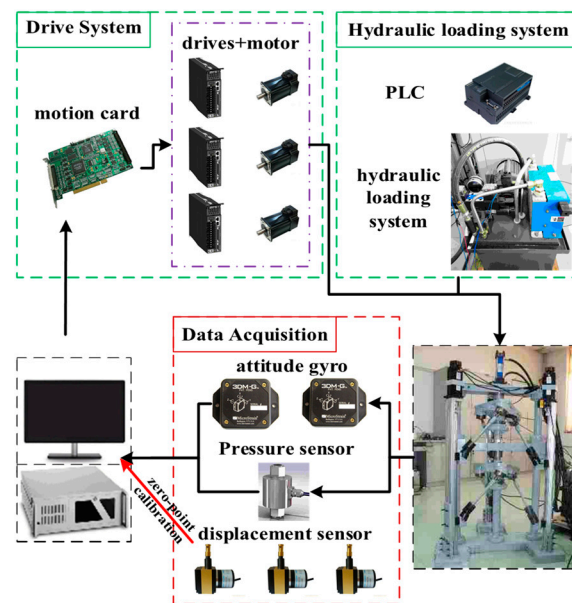 Drive System
Hydraulic loading system
drives+motor
PLC
motion card
hydraulic
loading
system
Data Acquisition
attitude gyro
3DM-G
3DM-G
Pressure sensor
zero-point
calibration
displacement sensor